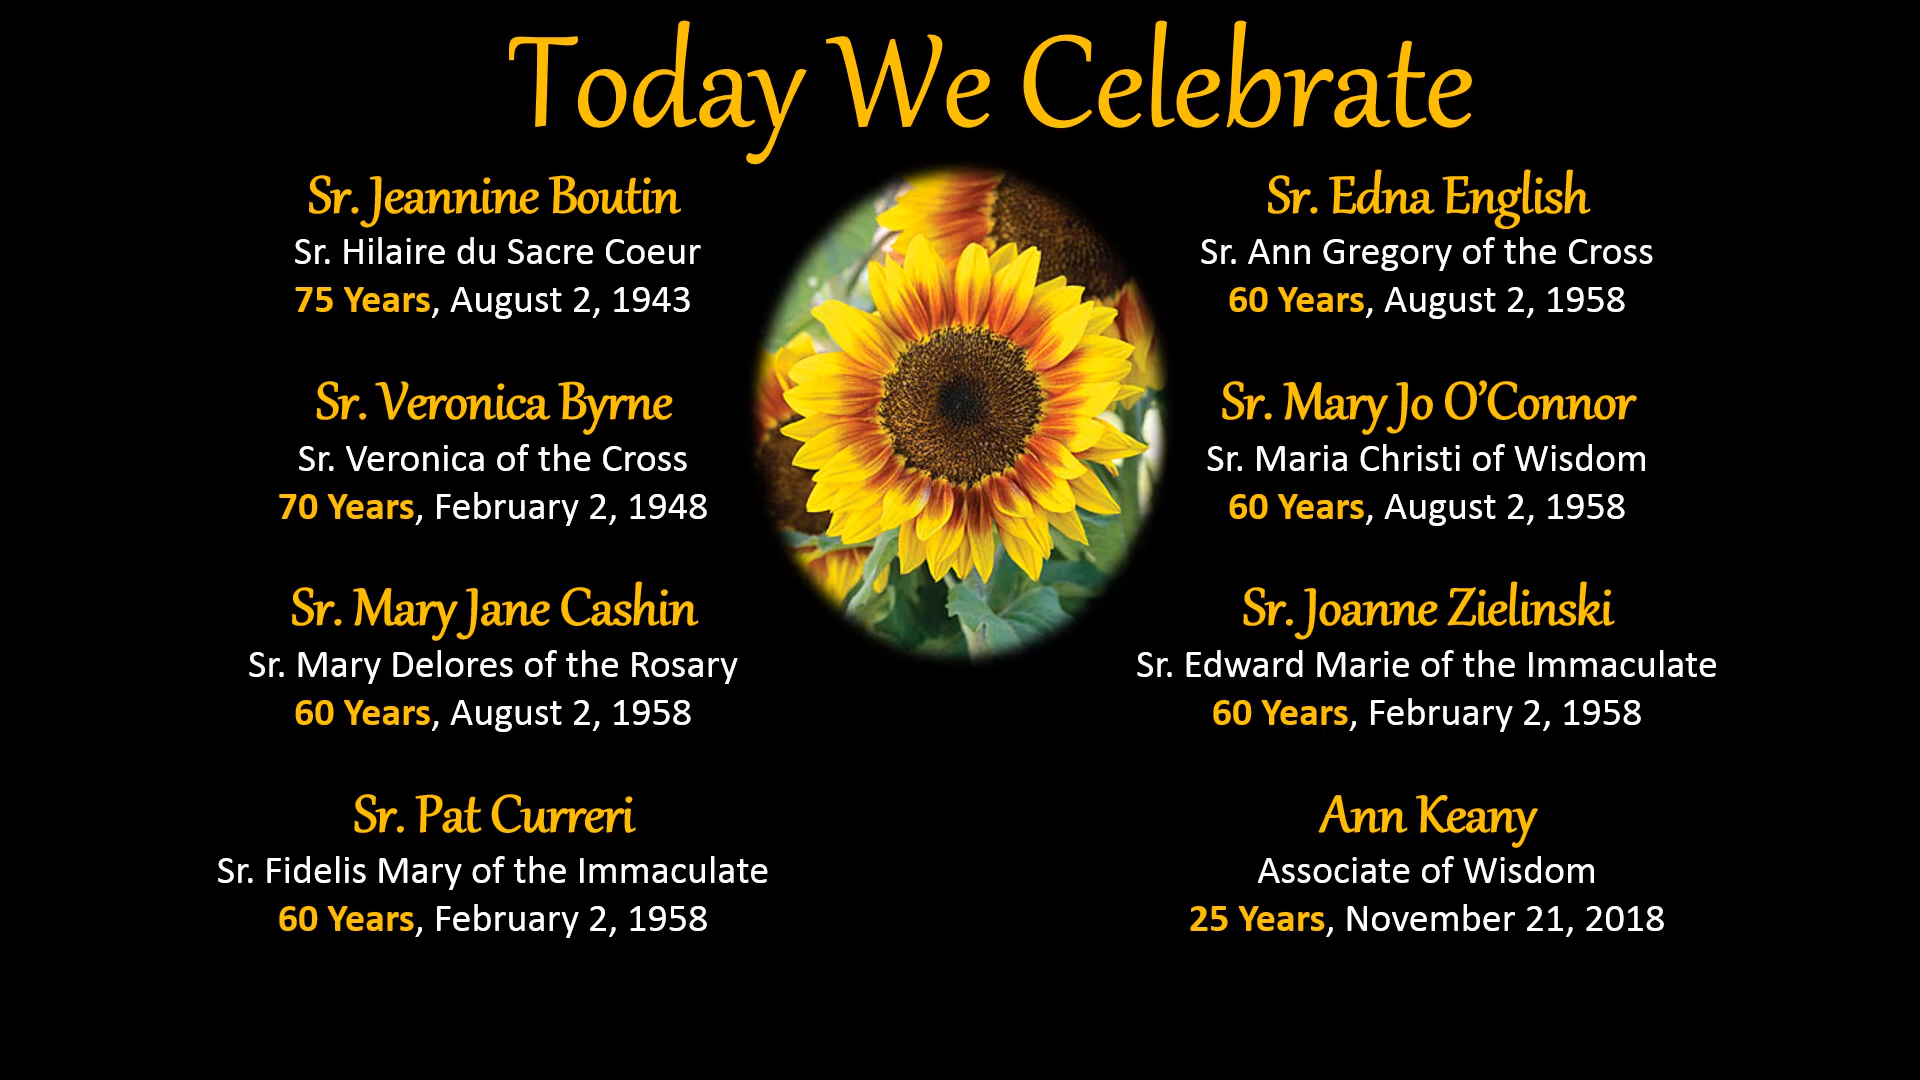 Today We Celebrate
Sr. Jeannine Boutin
Sr. Hilaire du Sacre Coeur
75 Years, August 2, 1943
Sr. Veronica Byrne
Sr. Veronica of the Cross
70 Years, February 2, 1948
Sr. Mary Jane Cashin
Sr. Mary Delores of the Rosary
60 Years, August 2, 1958
Sr. Pat Curreri
Sr. Fidelis Mary of the Immaculate
60 Years, February 2, 1958
Sr. Edna English
Sr. Ann Gregory of the Cross
60 Years, August 2, 1958
Sr. Mary Jo O’Connor
Sr. Maria Christi of Wisdom
60 Years, August 2, 1958
Sr. Joanne Zielinski
Sr. Edward Marie of the Immaculate
60 Years, February 2, 1958
Ann Keany
Associate of Wisdom
25 Years, November 21, 2018